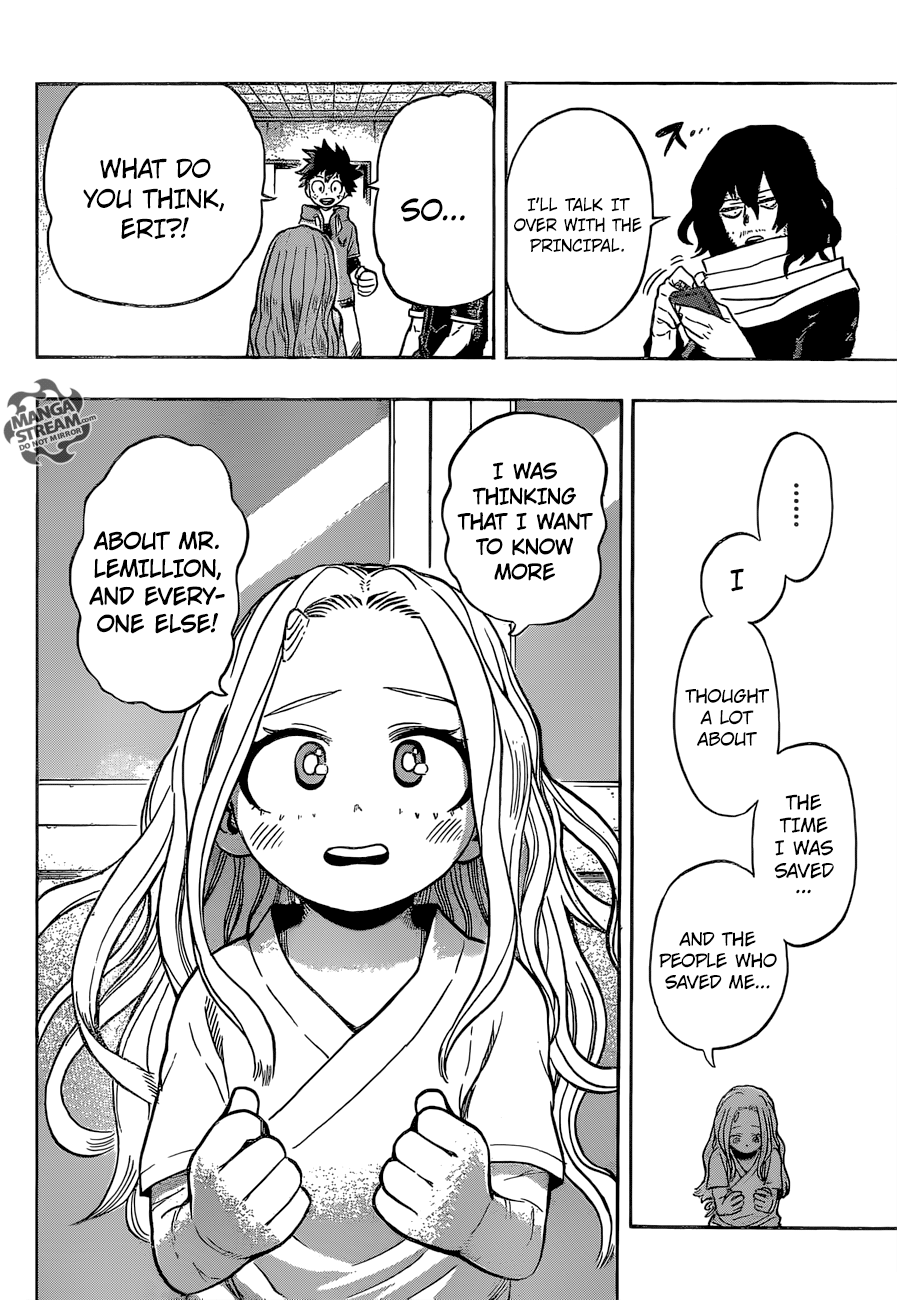 I'LL TALK IT
OVER WITH THE
PRINCIPAL.
ス…
SO...
WHAT DO
YOU THINK,
ERI?!
........
I
THOUGHT
A LOT
ABOUT
THE
TIME
I WAS
SAVED
...
AND THE
PEOPLE WHO
SAVED ME...
I WAS
THINKING
THAT I WANT
TO KNOW
MORE
ABOUT MR.
LEMILLION,
AND EVERY-
ONE ELSE!
MANGA
STREAM.com
DO NOT MIRROR